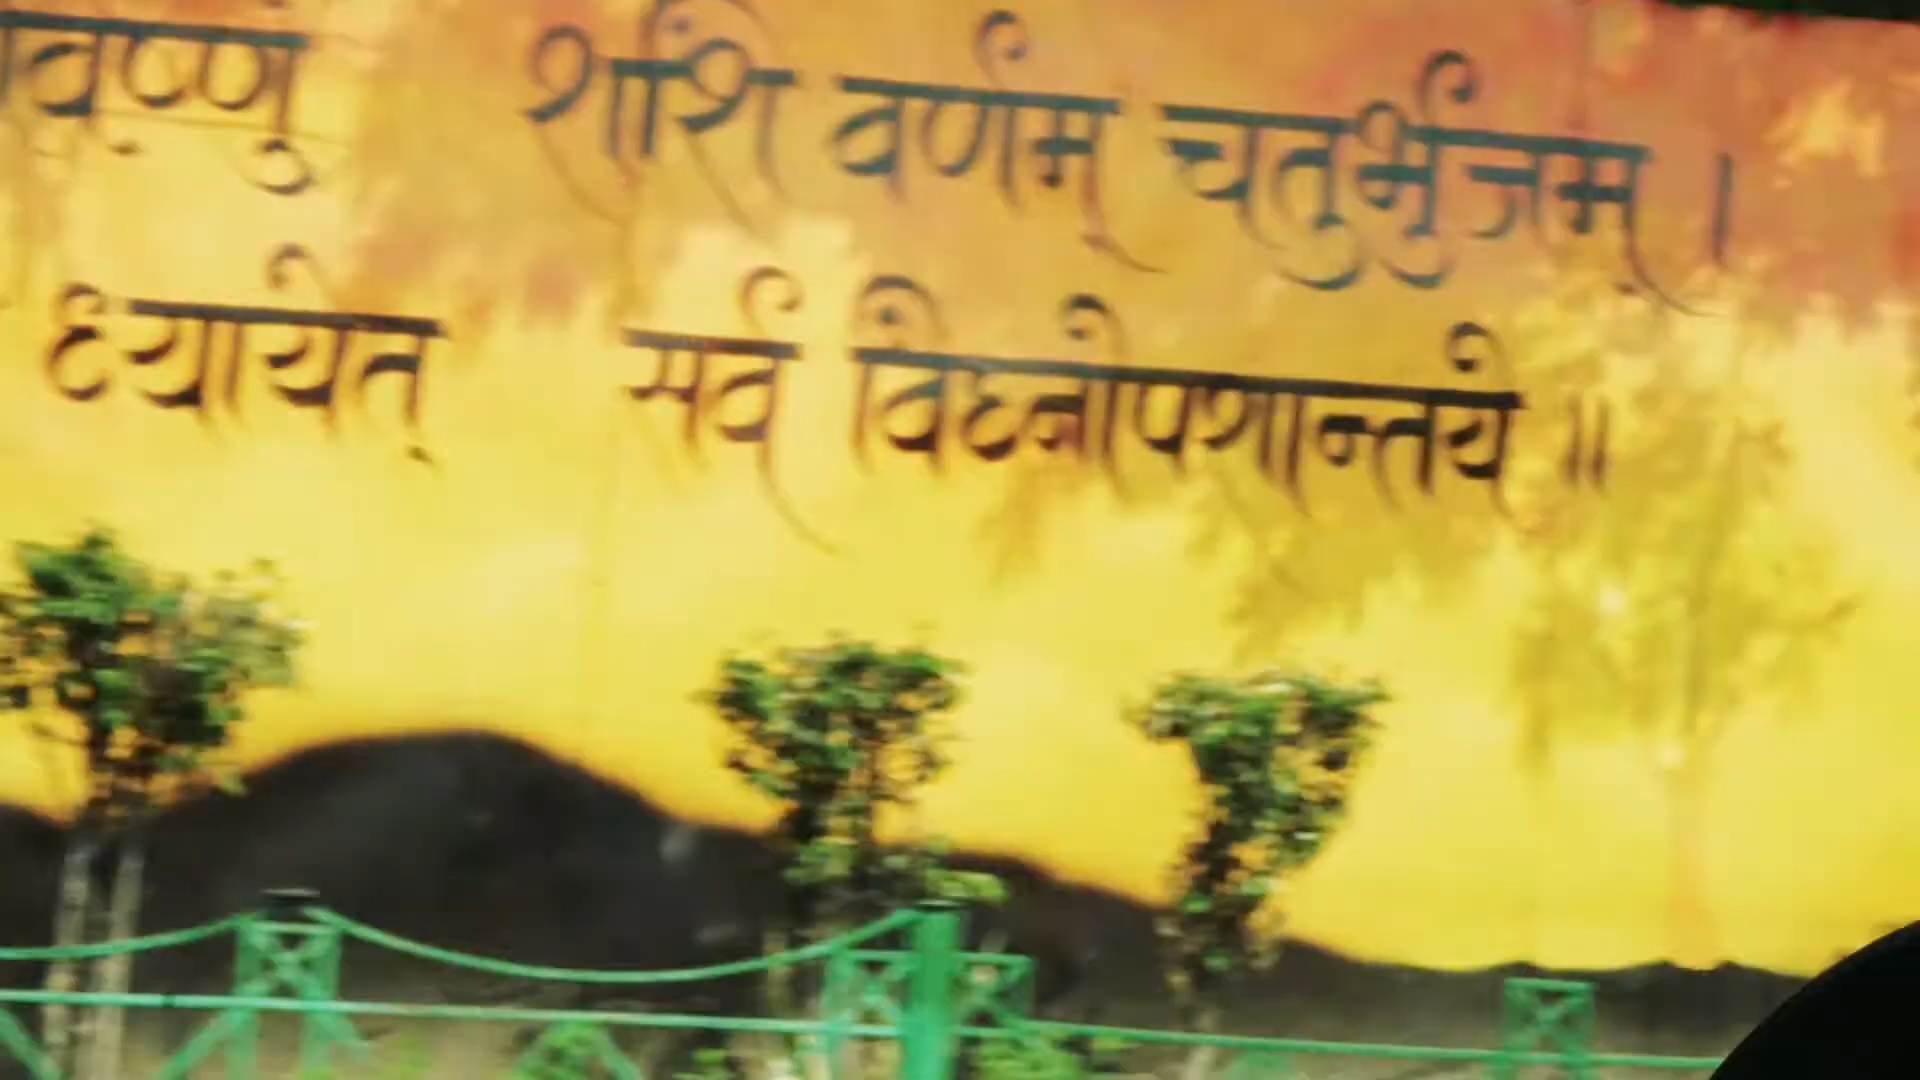 विष्णुं शशि वर्णम् चतुर्भुजम् ।
ध्यायेत् सर्व विघ्नोपशान्तये ॥